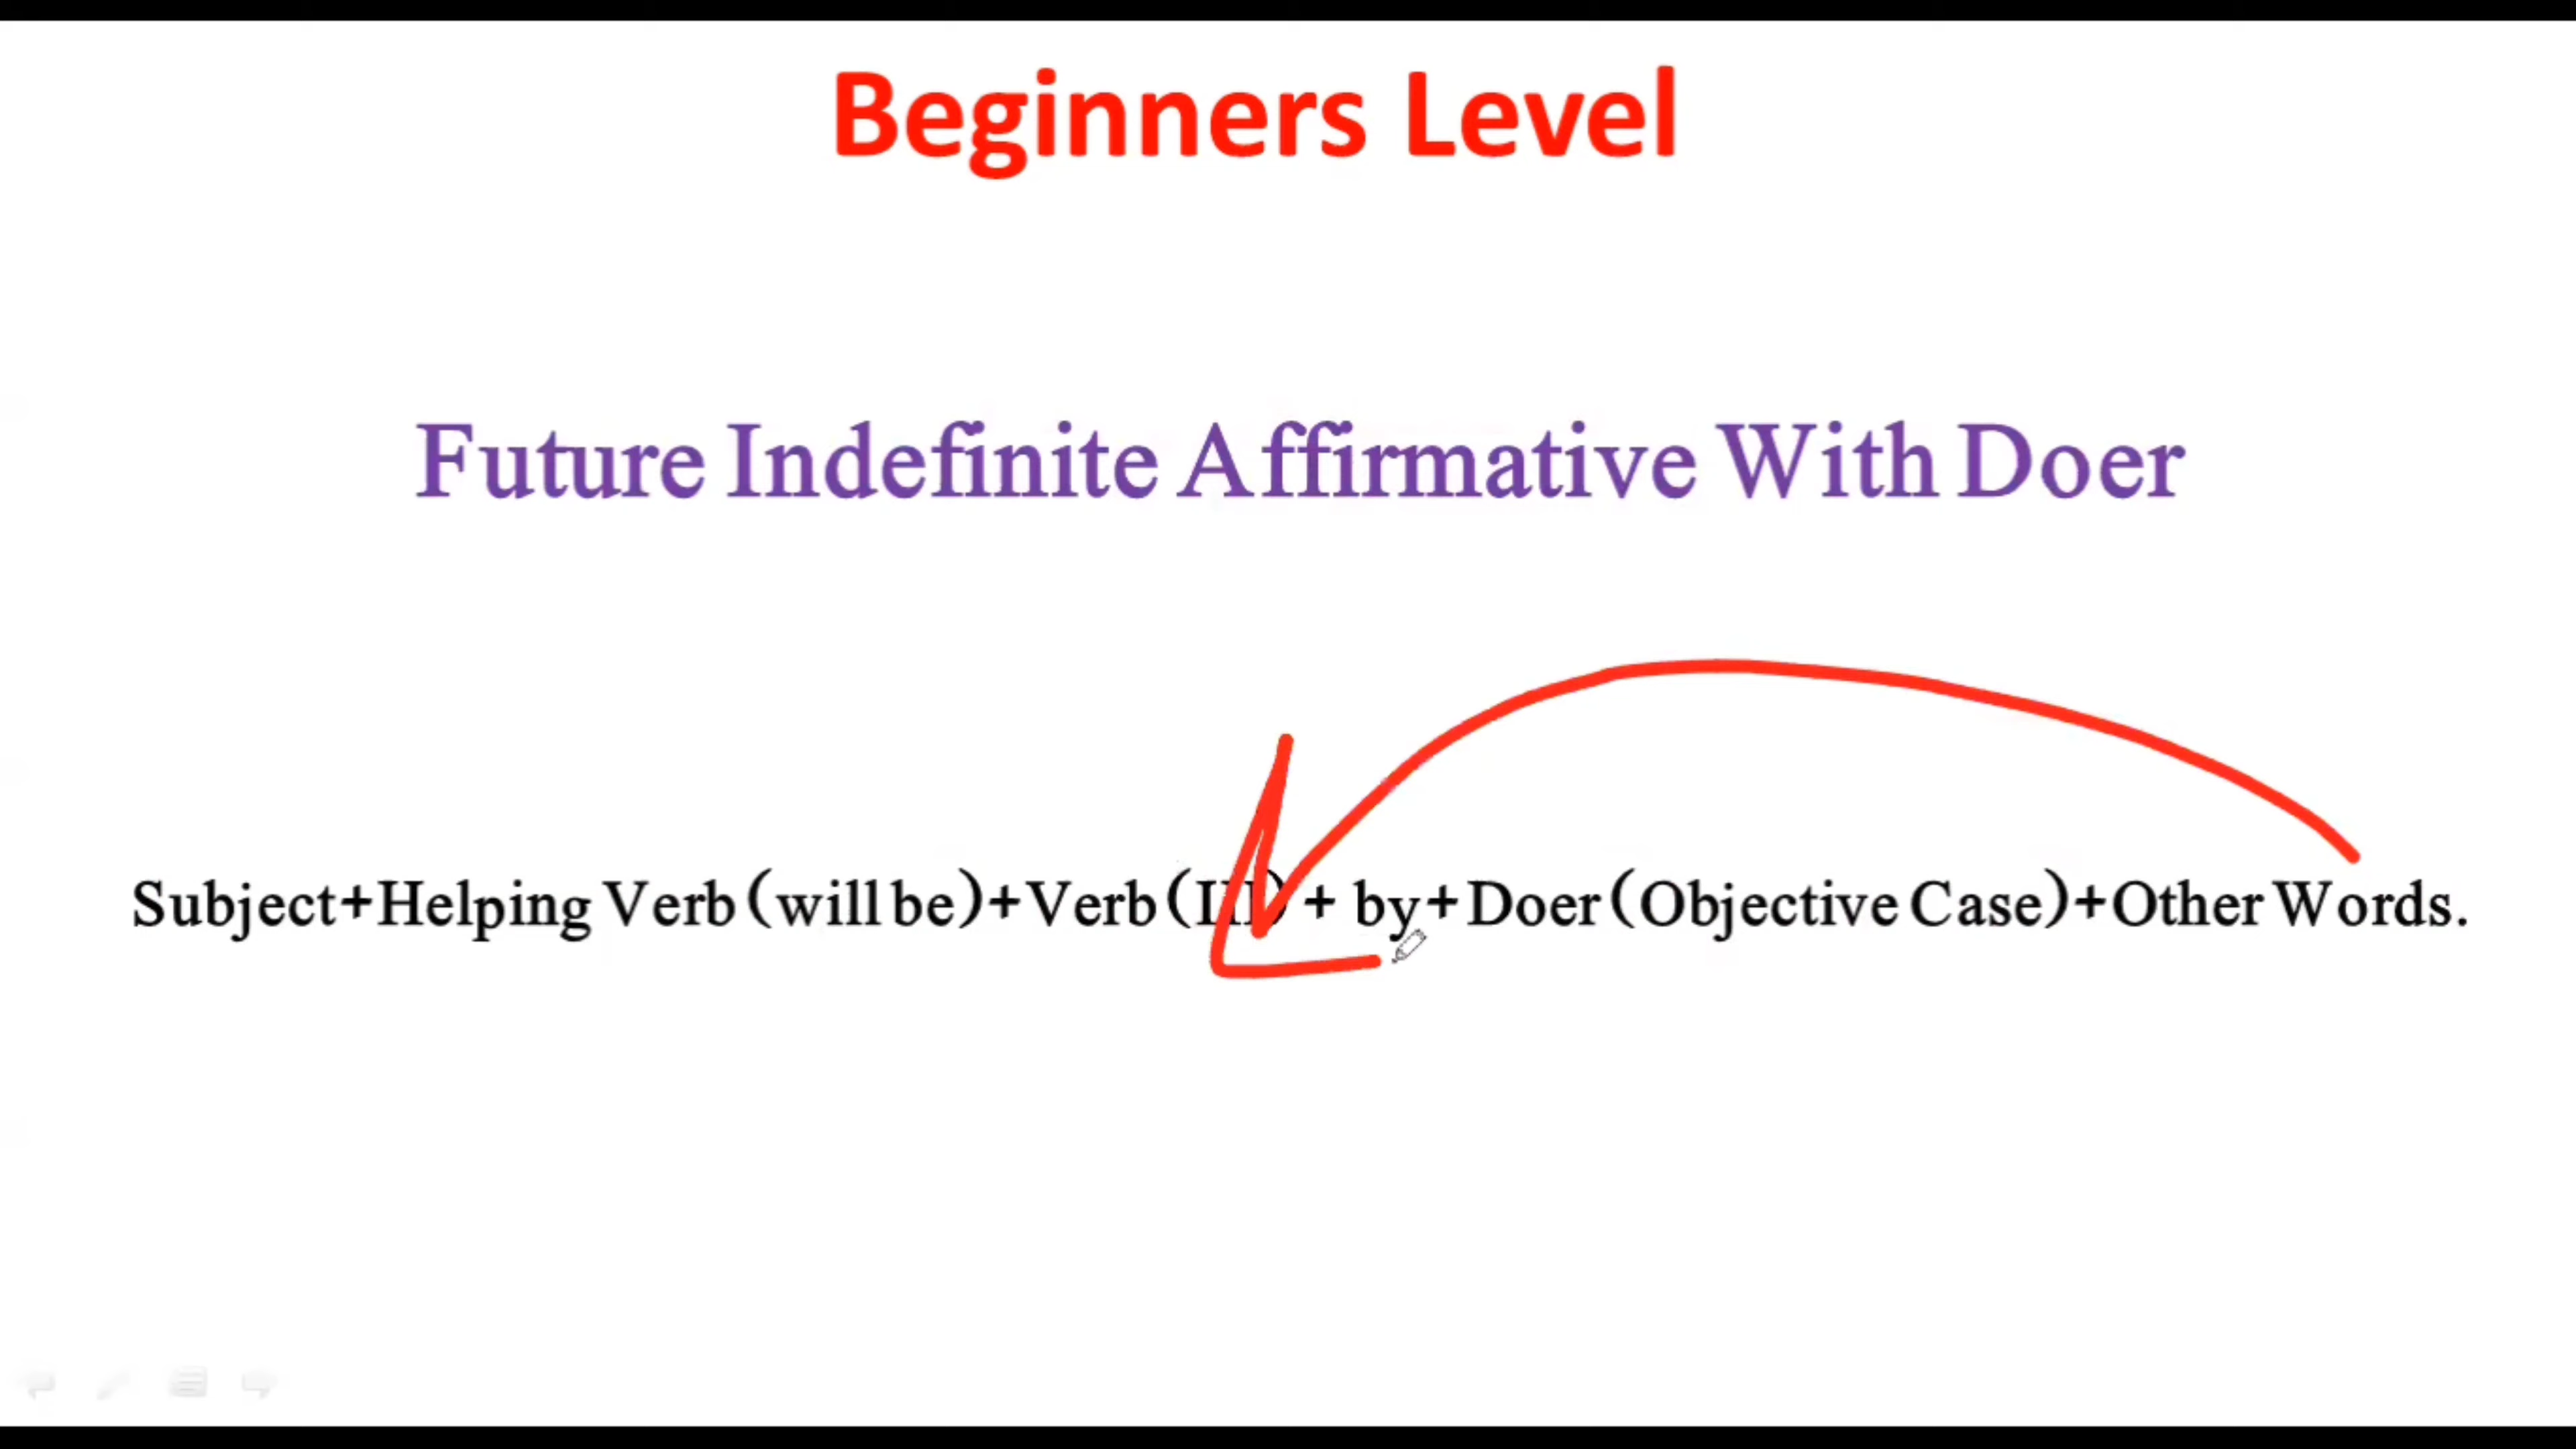 Beginners Level
Future Indefinite Affirmative With Doer
Subject+Helping Verb (will be)+Verb (III) + by+Doer (Objective Case)+Other Words.